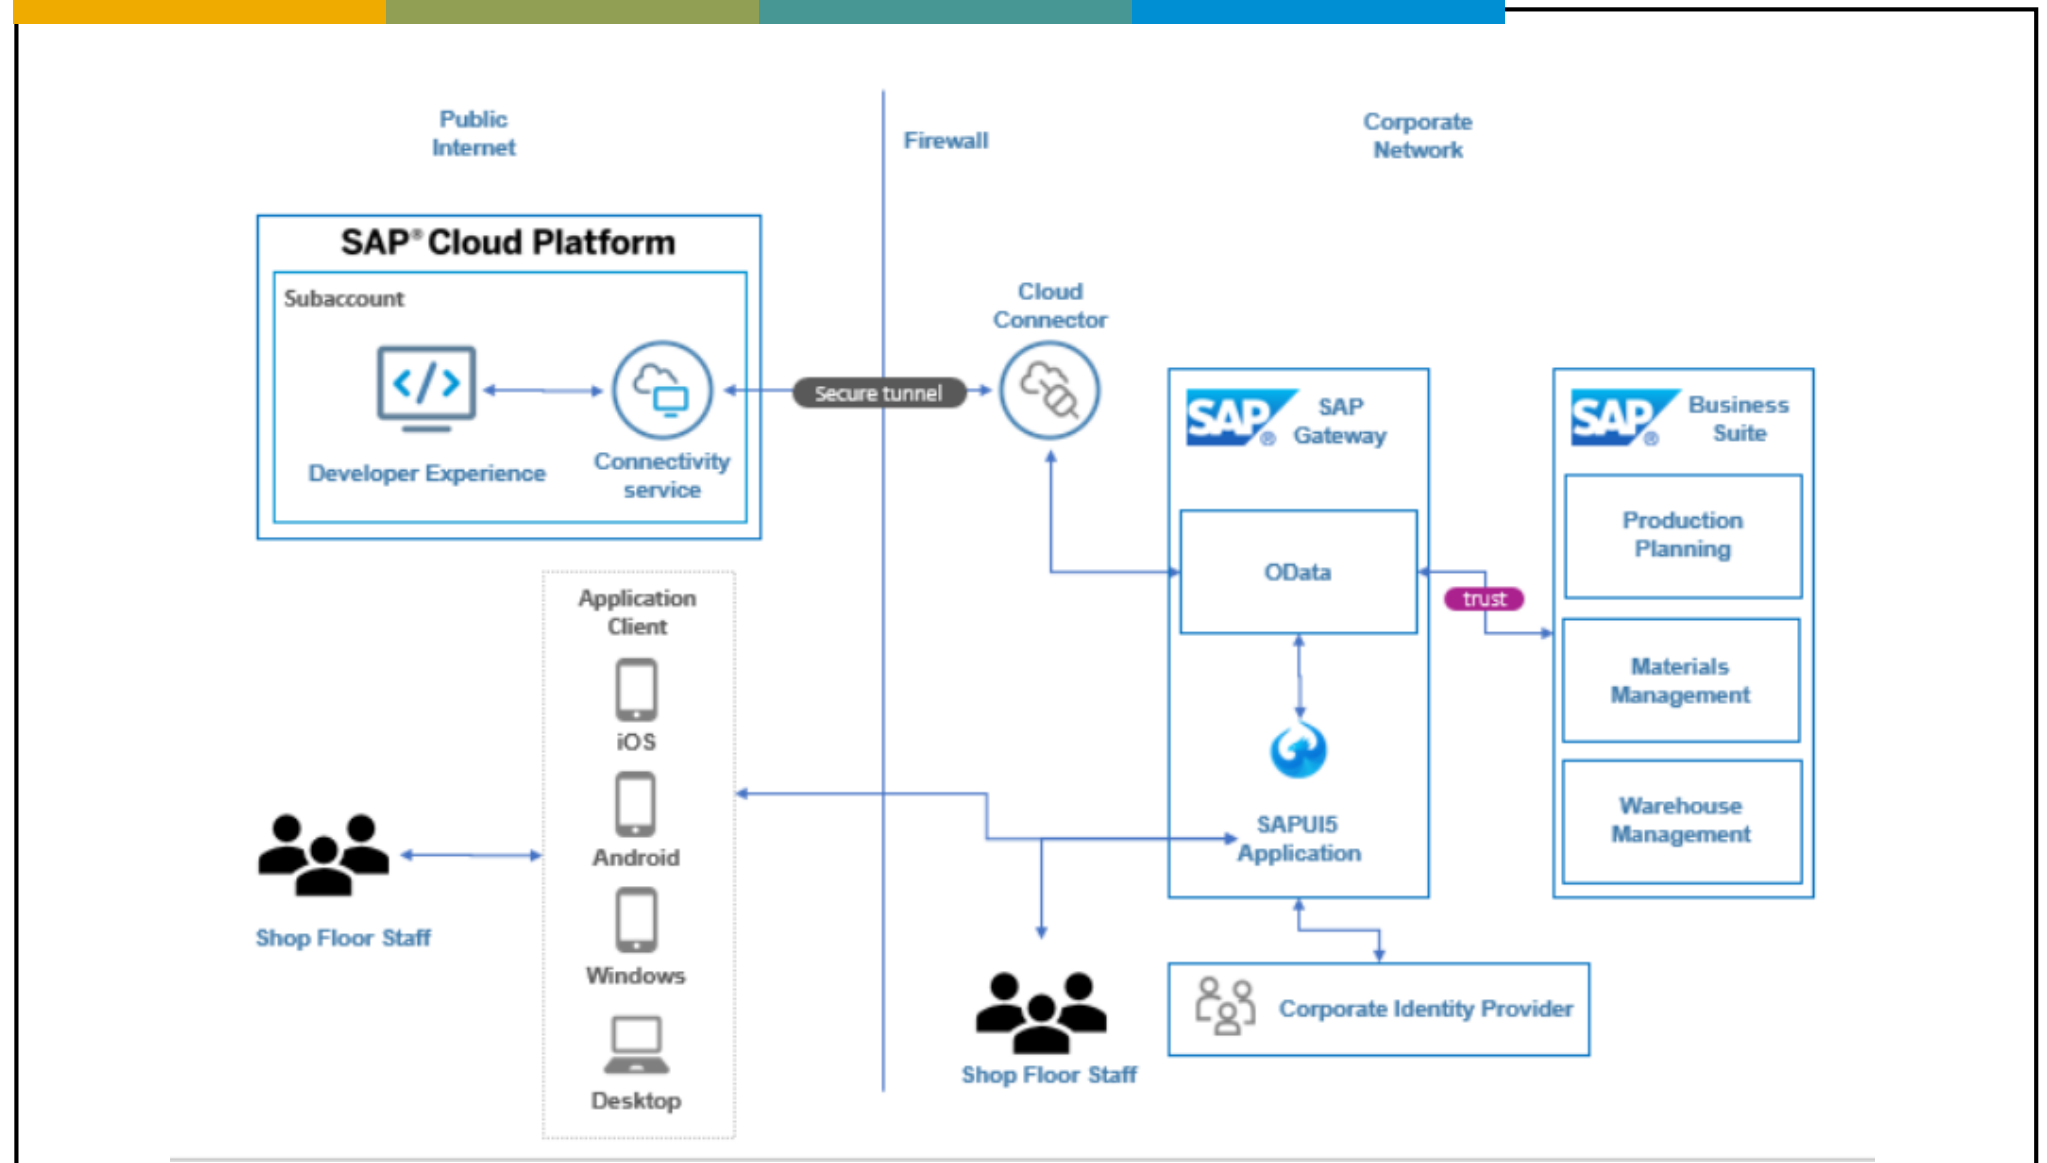 Public
Internet
Firewall
Corporate
Network
SAP® Cloud Platform
Subaccount
Developer Experience
Connectivity
service
Secure tunnel
Cloud
Connector
SAP®
SAP
Gateway
OData
SAPUI5
Application
trust
SAP®
Business
Suite
Production
Planning
Materials
Management
Warehouse
Management
Application
Client
iOS
Android
Windows
Desktop
Shop Floor Staff
Shop Floor Staff
Corporate Identity Provider